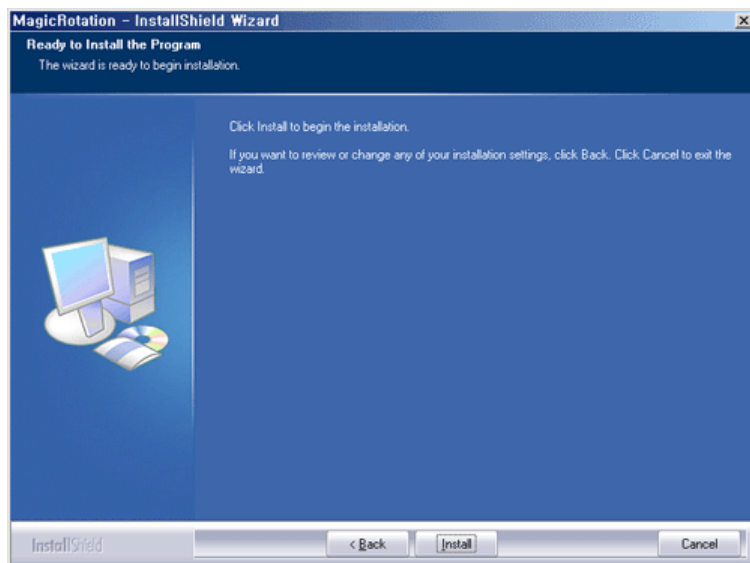 MagicRotation - InstallShield Wizard
Ready to Install the Program
The wizard is ready to begin installation.
Click Install to begin the installation.
If you want to review or change any of your installation settings, click Back. Click Cancel to exit the
wizard.
InstallShield
< Back
Install
Cancel